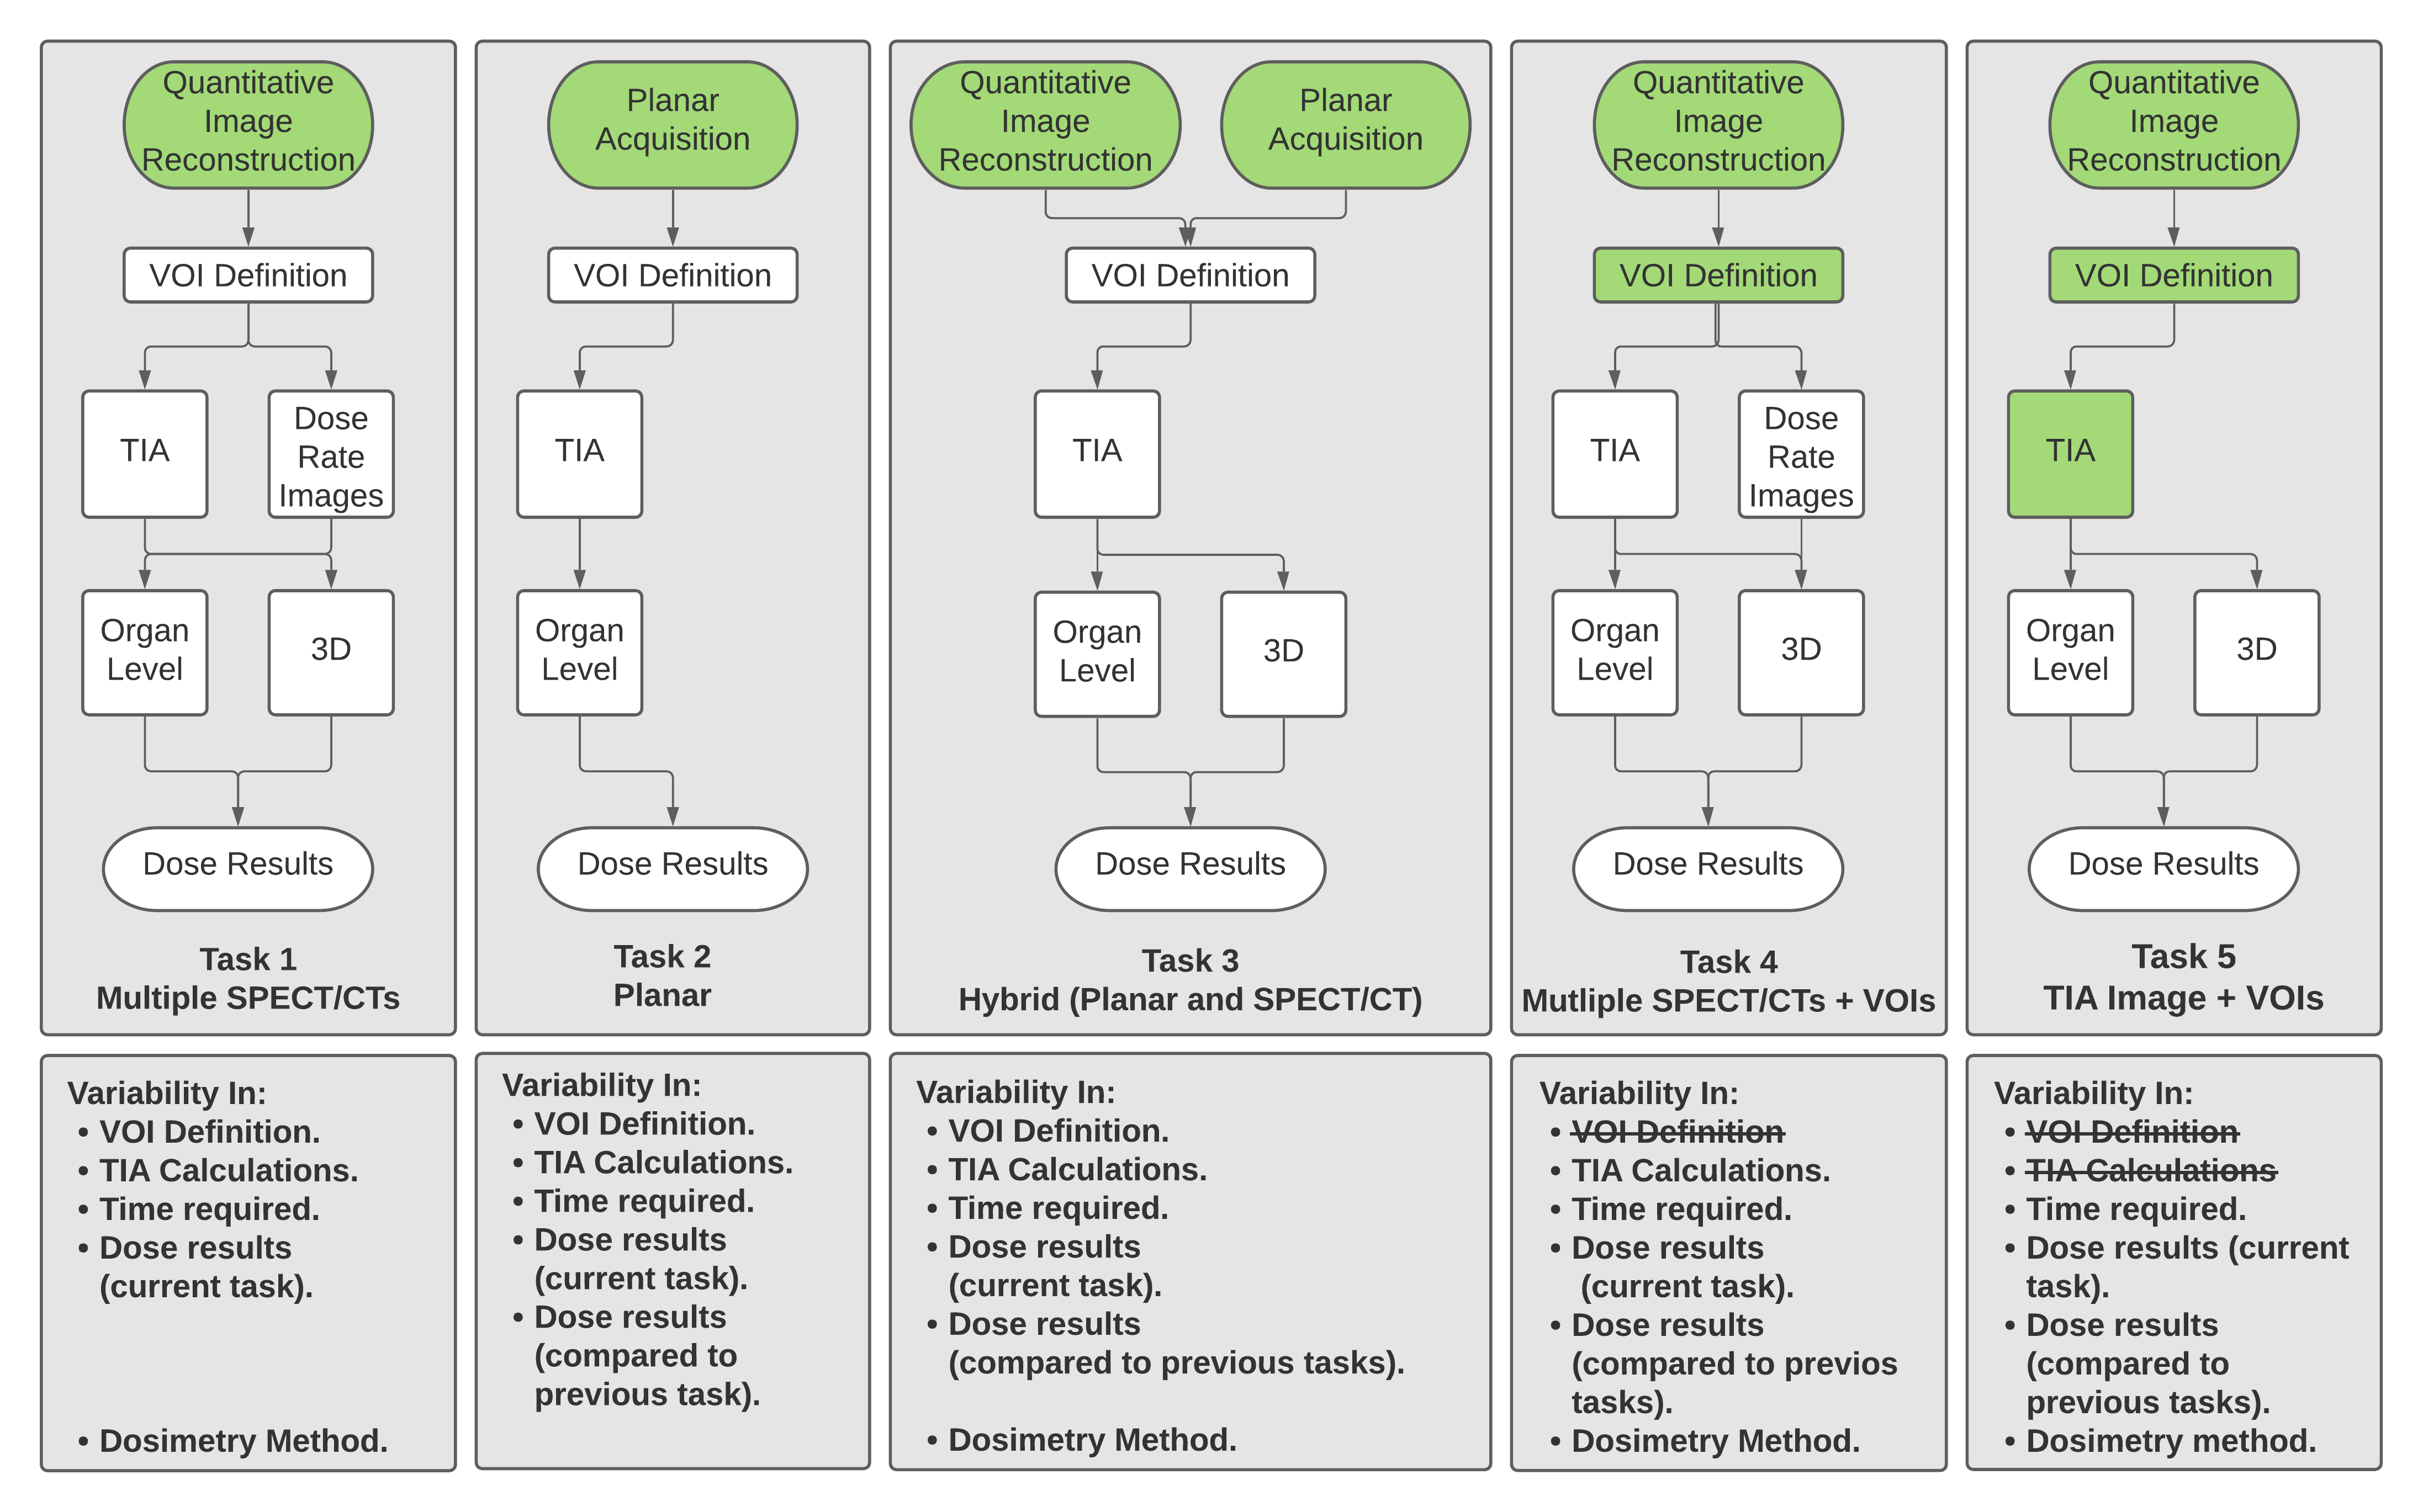 Quantitative
Image
Reconstruction
VOI Definition
TIA
Dose
Rate
Images
Organ
Level
3D
Dose Results
Task 1
Multiple SPECT/CTs
Planar
Acquisition
VOI Definition
TIA
Organ
Level
Dose Results
Task 2
Planar
Quantitative
Image
Reconstruction
Planar
Acquisition
VOI Definition
TIA
Organ
Level
3D
Dose Results
Task 3
Hybrid (Planar and SPECT/CT)
Quantitative
Image
Reconstruction
VOI Definition
TIA
Dose
Rate
Images
Organ
Level
3D
Dose Results
Task 4
Mutliple SPECT/CTs + VOIs
Quantitative
Image
Reconstruction
VOI Definition
TIA
Organ
Level
3D
Dose Results
Task 5
TIA Image + VOIs
Variability In:
• VOI Definition.
• TIA Calculations.
• Time required.
• Dose results
(current task).
• Dosimetry Method.
Variability In:
• VOI Definition.
• TIA Calculations.
• Time required.
• Dose results
(current task).
• Dose results
(compared to
previous task).
Variability In:
• VOI Definition.
• TIA Calculations.
• Time required.
• Dose results
(current task).
• Dose results
(compared to previous tasks).
• Dosimetry Method.
Variability In:
• VOI Definition
• TIA Calculations.
• Time required.
• Dose results
(current task).
• Dose results
(compared to previos
tasks).
• Dosimetry Method.
Variability In:
• VOI Definition
• TIA Calculations
• Time required.
• Dose results (current
task).
• Dose results
(compared to
previous tasks).
• Dosimetry method.